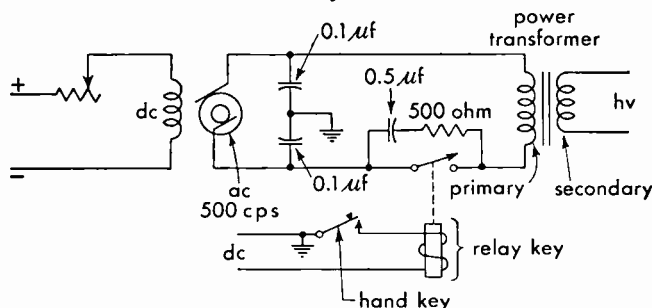 power
transformer
0.1 μf
0.5 μf
500 ohm
+
dc
hv
−
0.1 μf
ac
500 cps
primary
secondary
dc
relay key
hand key